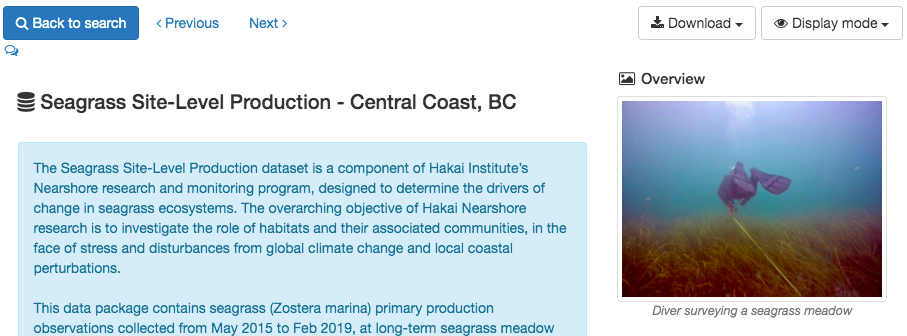 Back to search
Previous
Next
Download
Display mode
Overview
Seagrass Site-Level Production - Central Coast, BC
The Seagrass Site-Level Production dataset is a component of Hakai Institute’s
Nearshore research and monitoring program, designed to determine the drivers of
change in seagrass ecosystems. The overarching objective of Hakai Nearshore
research is to investigate the role of habitats and their associated communities, in the
face of stress and disturbances from global climate change and local coastal
perturbations.
This data package contains seagrass (Zostera marina) primary production
observations collected from May 2015 to Feb 2019, at long-term seagrass meadow
Diver surveying a seagrass meadow